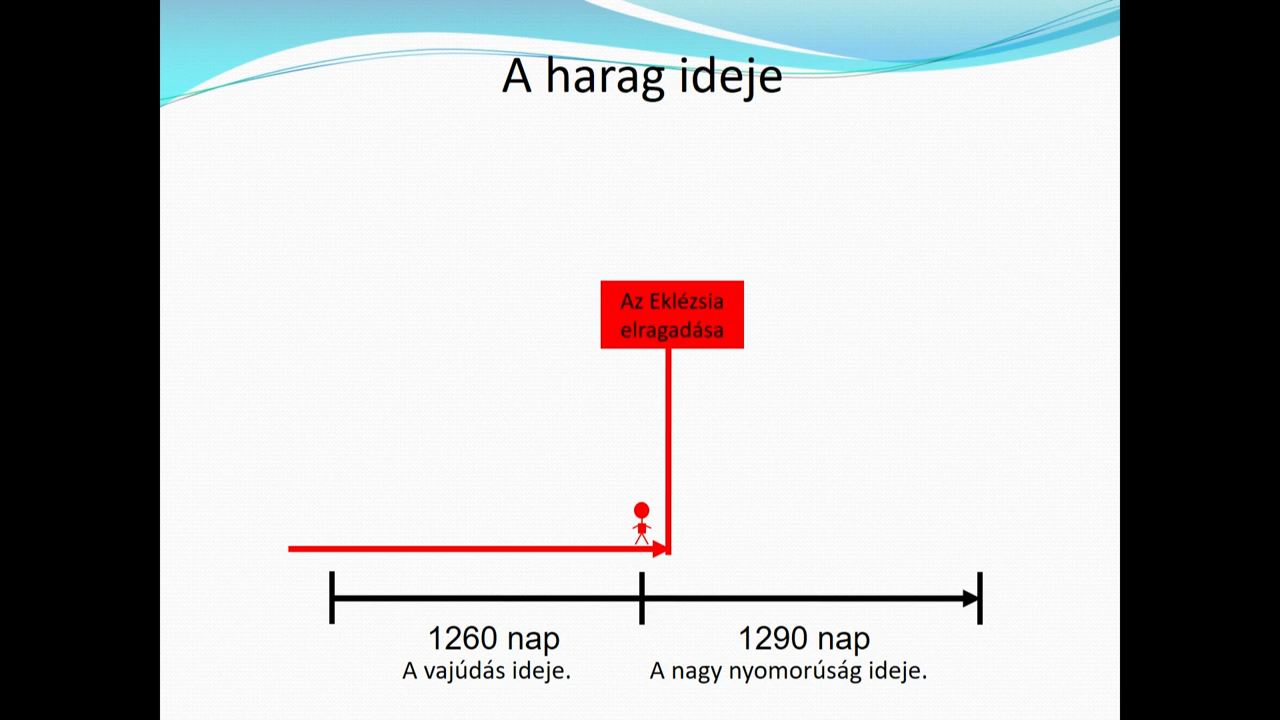 A harag ideje
Az Eklézsia
elragadása
1260 nap
A vajúdás ideje.
1290 nap
A nagy nyomorúság ideje.